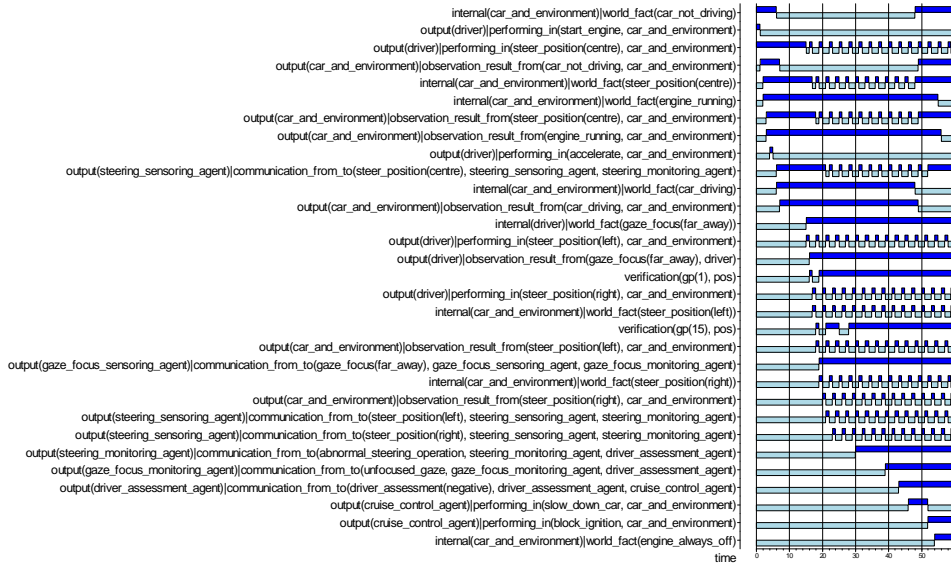 internal(car_and_environment)|world_fact(car_not_driving)
output(driver)|performing_in(start_engine, car_and_environment)
output(driver)|performing_in(steer_position(centre), car_and_environment)
output(car_and_environment)|observation_result_from(car_not_driving, car_and_environment)
internal(car_and_environment)|world_fact(steer_position(centre))
internal(car_and_environment)|world_fact(engine_running)
output(car_and_environment)|observation_result_from(steer_position(centre), car_and_environment)
output(car_and_environment)|observation_result_from(engine_running, car_and_environment)
output(driver)|performing_in(accelerate, car_and_environment)
output(steering_sensoring_agent)|communication_from_to(steer_position(centre), steering_sensoring_agent, steering_monitoring_agent)
internal(car_and_environment)|world_fact(car_driving)
output(car_and_environment)|observation_result_from(car_driving, car_and_environment)
internal(driver)|world_fact(gaze_focus(far_away))
output(driver)|performing_in(steer_position(left), car_and_environment)
output(driver)|observation_result_from(gaze_focus(far_away), driver)
verification(gp(1), pos)
output(driver)|performing_in(steer_position(right), car_and_environment)
internal(car_and_environment)|world_fact(steer_position(left))
verification(gp(15), pos)
output(car_and_environment)|observation_result_from(steer_position(left), car_and_environment)
output(gaze_focus_sensoring_agent)|communication_from_to(gaze_focus(far_away), gaze_focus_sensoring_agent, gaze_focus_monitoring_agent)
internal(car_and_environment)|world_fact(steer_position(right))
output(car_and_environment)|observation_result_from(steer_position(right), car_and_environment)
output(steering_sensoring_agent)|communication_from_to(steer_position(left), steering_sensoring_agent, steering_monitoring_agent)
output(steering_sensoring_agent)|communication_from_to(steer_position(right), steering_sensoring_agent, steering_monitoring_agent)
output(steering_monitoring_agent)|communication_from_to(abnormal_steering_operation, steering_monitoring_agent, driver_assessment_agent)
output(gaze_focus_monitoring_agent)|communication_from_to(unfocused_gaze, gaze_focus_monitoring_agent, driver_assessment_agent)
output(driver_assessment_agent)|communication_from_to(driver_assessment(negative), driver_assessment_agent, cruise_control_agent)
output(cruise_control_agent)|performing_in(slow_down_car, car_and_environment)
output(cruise_control_agent)|performing_in(block_ignition, car_and_environment)
internal(car_and_environment)|world_fact(engine_always_off)
time 0 10 20 30 40 50